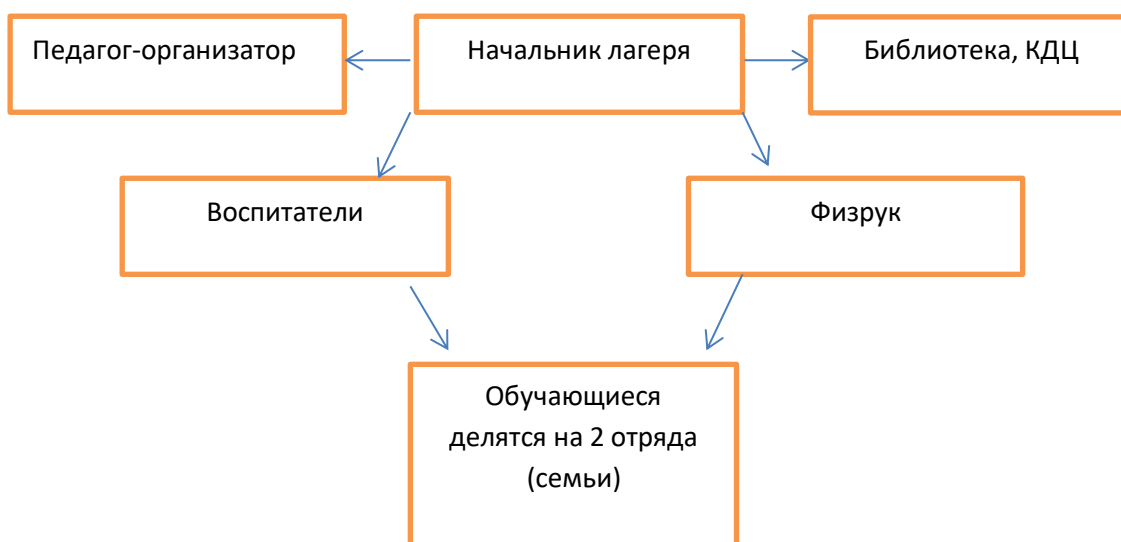 Педагог-организатор
Начальник лагеря
Библиотека, КДЦ
Воспитатели
Физрук
Обучающиеся
делятся на 2 отряда
(семьи)